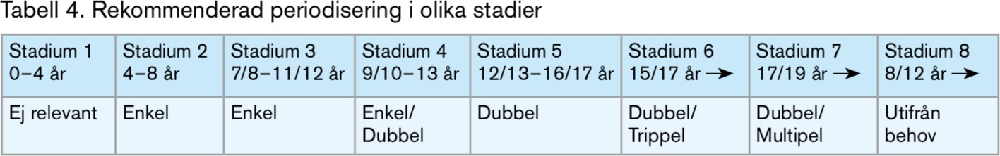 Tabell 4. Rekommenderad periodisering i olika stadier
Stadium 1
0–4 år
Stadium 2
4–8 år
Stadium 3
7/8–11/12 år
Stadium 4
9/10–13 år
Stadium 5
12/13–16/17 år
Stadium 6
15/17 år →
Stadium 7
17/19 år →
Stadium 8
8/12 år →
Ej relevant
Enkel
Enkel
Enkel/
Dubbel
Dubbel
Dubbel/
Trippel
Dubbel/
Multipel
Utifrån
behov